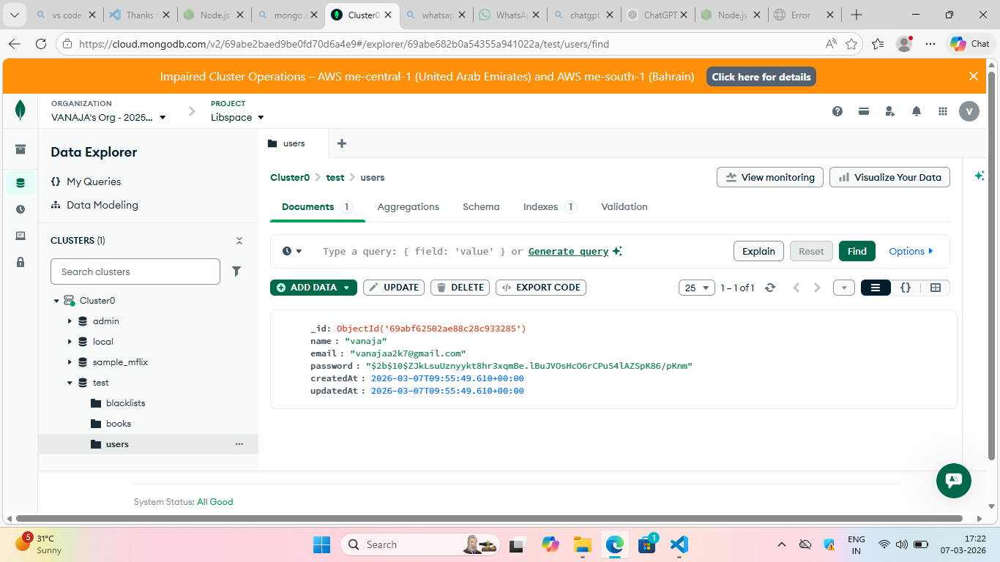 vs code
Thanks f
Node.js
mongo
Cluster0
whatsap
WhatsAp
chatgpt
ChatGPT
Node.js
Error
https://cloud.mongodb.com/v2/69abe2baed9be0fd70d6a4e9#/explorer/69abe682b0a54355a941022a/test/users/find
Chat
Impaired Cluster Operations – AWS me-central-1 (United Arab Emirates) and AWS me-south-1 (Bahrain)
Click here for details
ORGANIZATION
VANAJA's Org - 2025...
PROJECT
Libspace
V
Data Explorer
My Queries
Data Modeling
CLUSTERS (1)
Search clusters
Cluster0
admin
local
sample_mflix
test
blacklists
books
users
users
Cluster0 > test > users
View monitoring
Visualize Your Data
Documents 1
Aggregations
Schema
Indexes 1
Validation
Type a query: { field: 'value' } or Generate query
Explain
Reset
Find
Options
ADD DATA
UPDATE
DELETE
EXPORT CODE
25
1 – 1 of 1
{}
_id: ObjectId('69abf62502ae88c28c933285')
name : "vanaja"
email : "vanajaa2k7@gmail.com"
password : "$2b$10$ZJkLsuUznyykt8hr3xqmBe.lBuJVOsHcO6rCPuS4lAZSpK86/pKnm"
createdAt : 2026-03-07T09:55:49.610+00:00
updatedAt : 2026-03-07T09:55:49.610+00:00
System Status: All Good
5
31°C
Sunny
Search
1
ENG
IN
17:22
07-03-2026